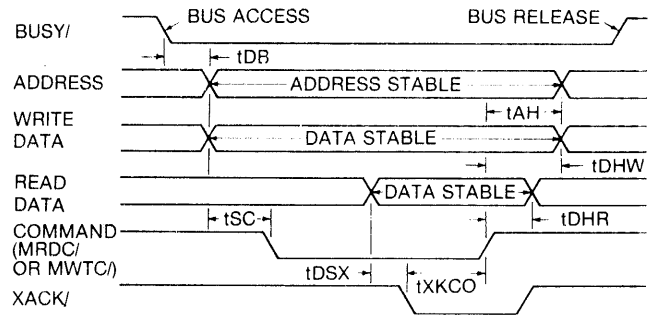 BUSY/
BUS ACCESS
BUS RELEASE
tDB
ADDRESS
ADDRESS STABLE
tAH
WRITE
DATA
DATA STABLE
tDHW
READ
DATA
DATA STABLE
tSC
tDHR
COMMAND
(MRDC/
OR MWTC/)
tDSX
tXKCO
XACK/